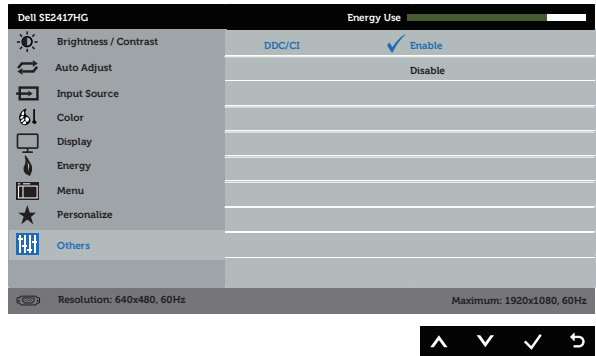 Dell SE2417HG Energy Use
Brightness / Contrast DDC/CI Enable
Auto Adjust Disable
Input Source
Color
Display
Energy
Menu
Personalize
Others
Resolution: 640x480, 60Hz Maximum: 1920x1080, 60Hz